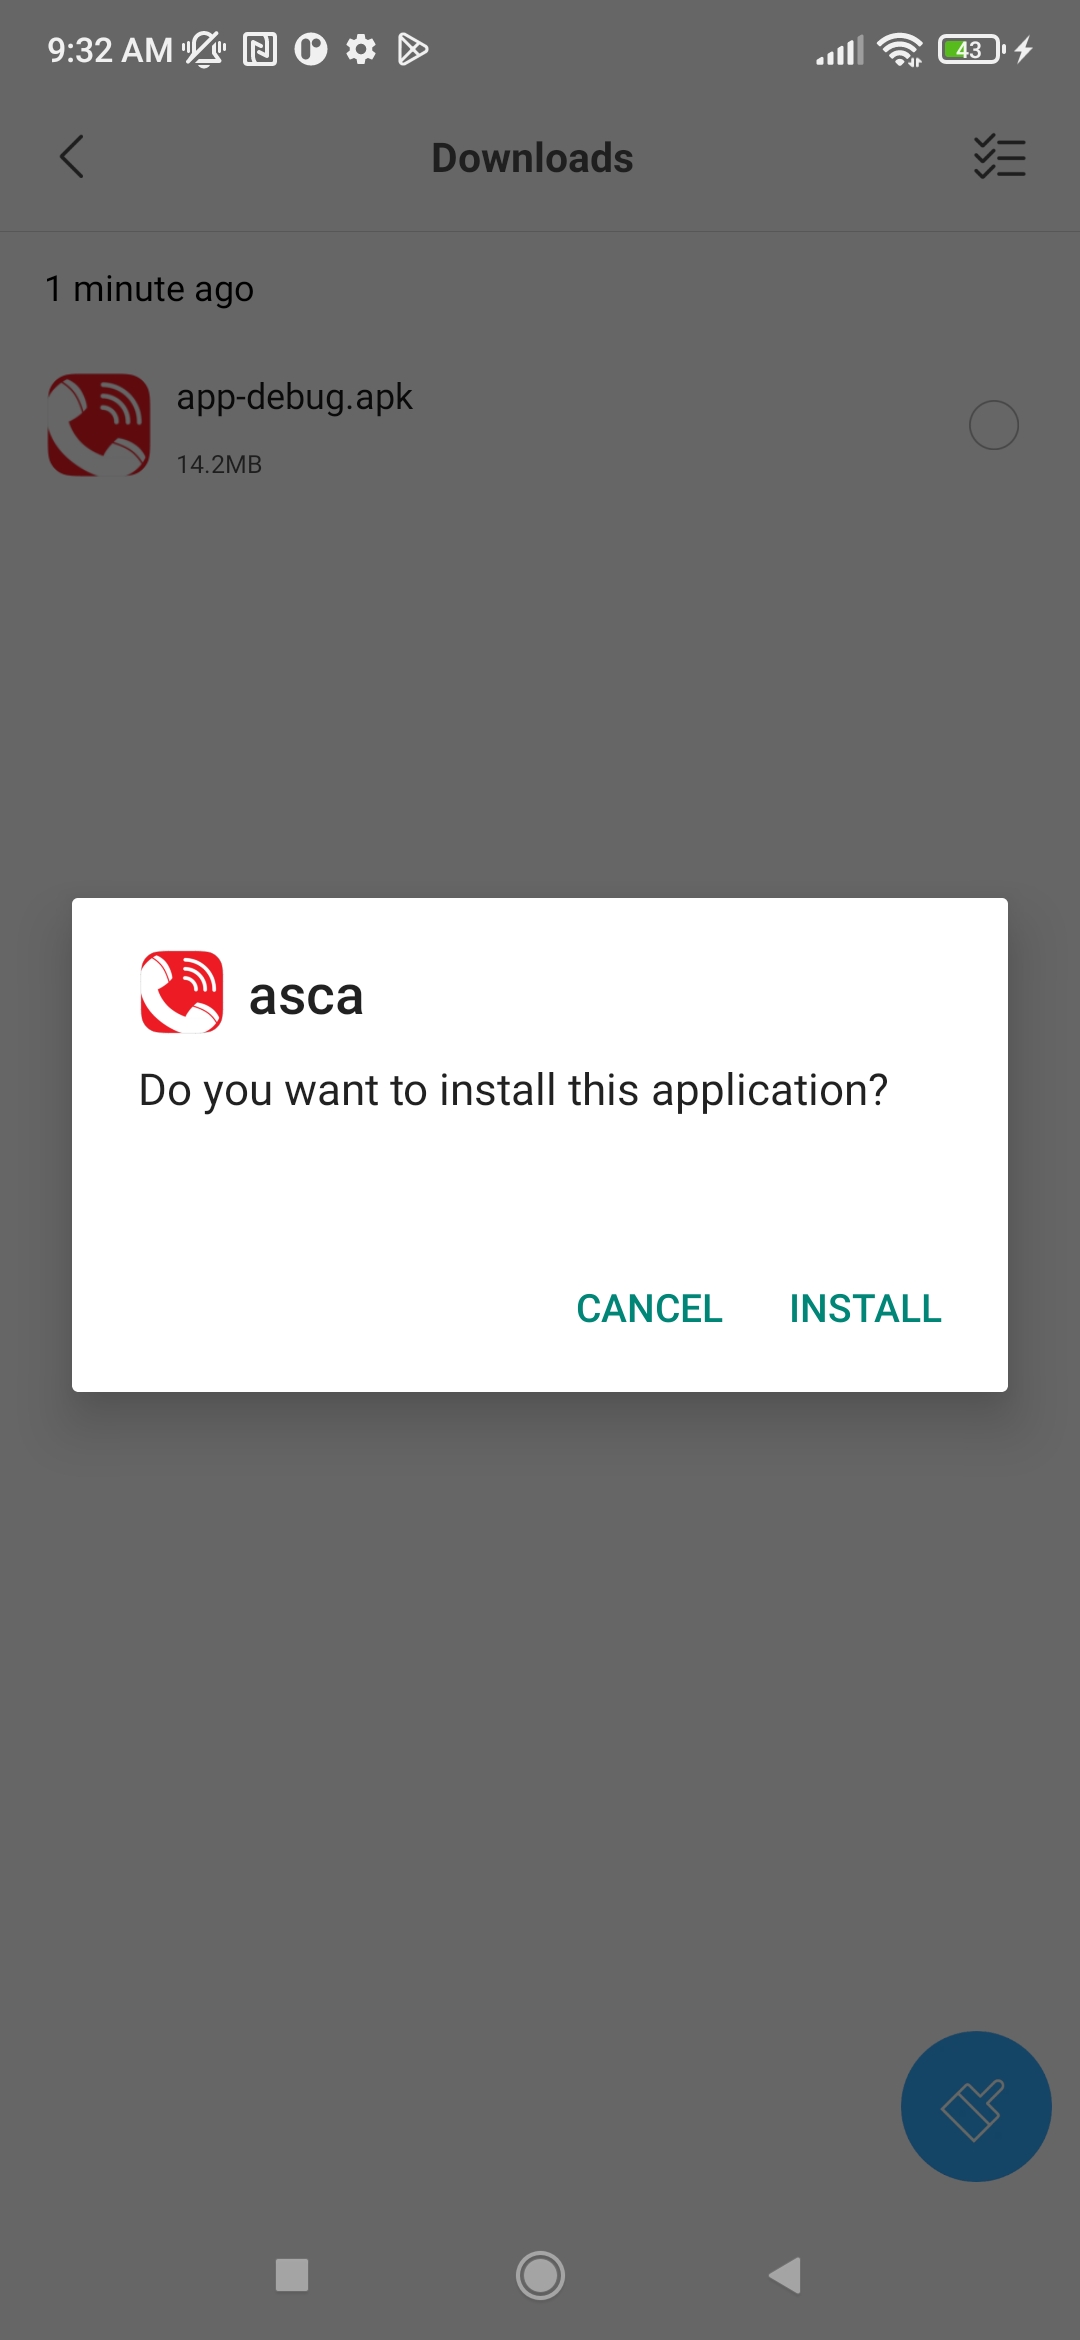 9:32 AM
43
Downloads
1 minute ago
app-debug.apk
14.2MB
asca
Do you want to install this application?
CANCEL INSTALL